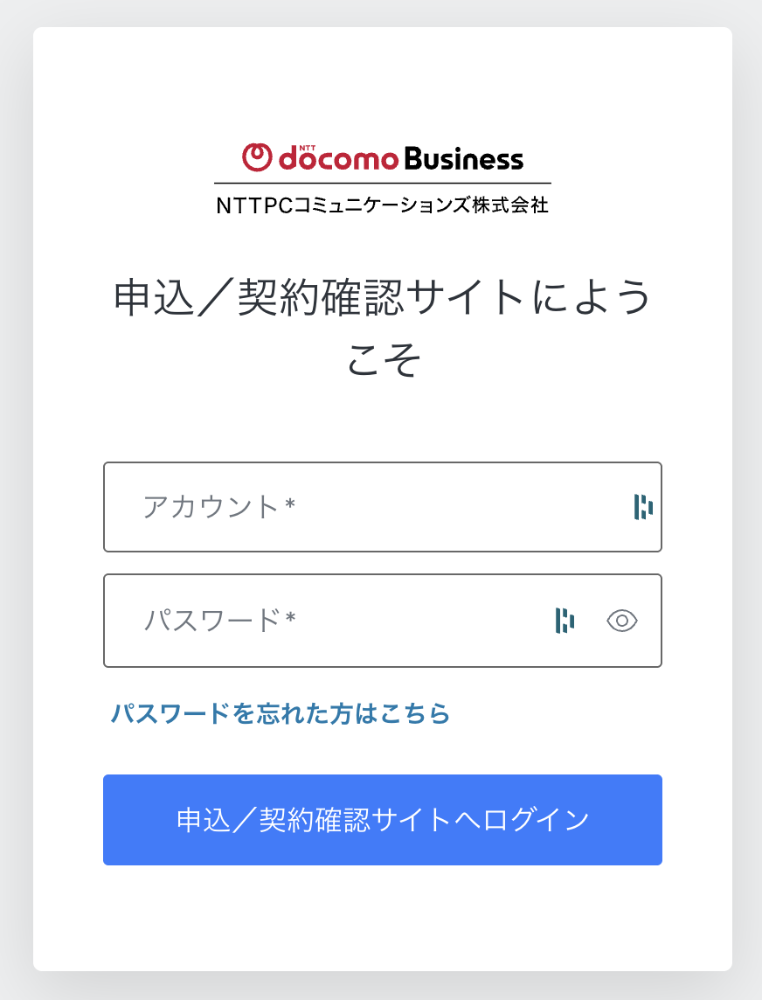 NTT
docomo Business
NTTPCコミュニケーションズ株式会社
申込／契約確認サイトによう
こそ
アカウント*
パスワード*
パスワードを忘れた方はこちら
申込／契約確認サイトへログイン